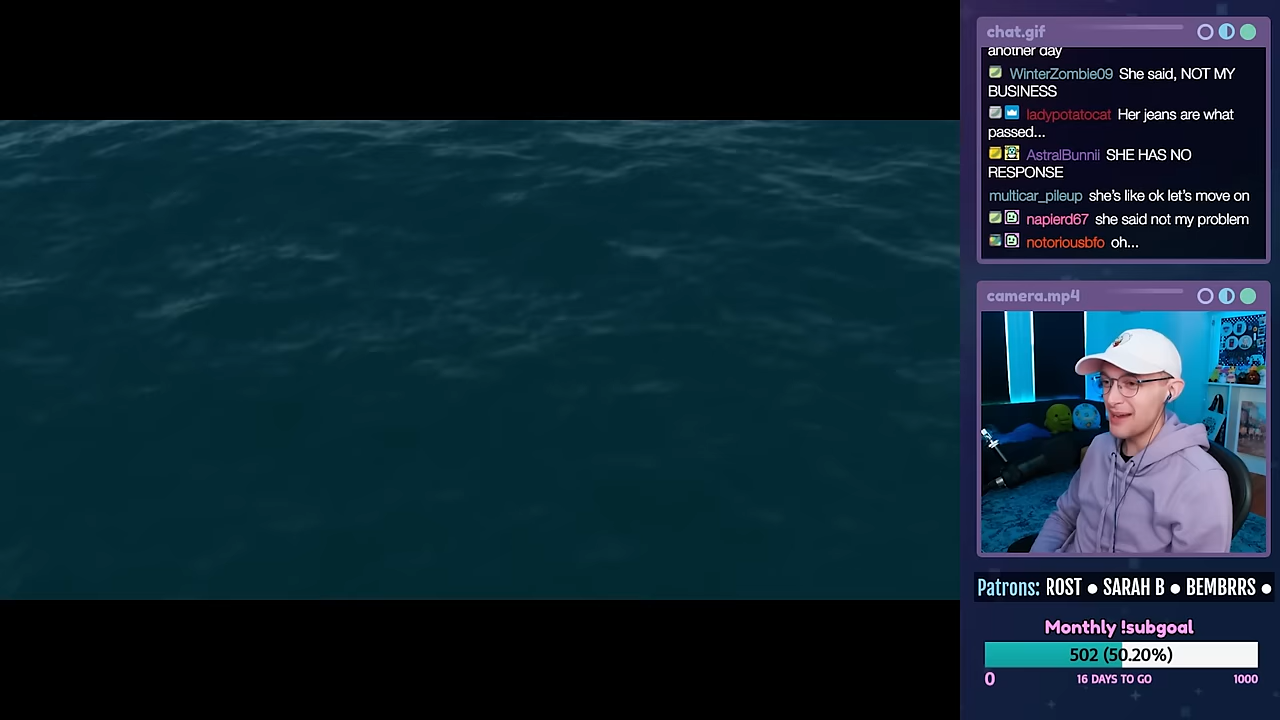 chat.gif
another day
WinterZombie09 She said, NOT MY
BUSINESS
ladypotatocat Her jeans are what
passed...
AstralBunnii SHE HAS NO
RESPONSE
multicar_pileup she's like ok let's move on
napierd67 she said not my problem
notoriousbfo oh...
camera.mp4
Patrons: ROST ● SARAH B ● BEMBRRS ●
Monthly !subgoal
502 (50.20%)
0 16 DAYS TO GO 1000